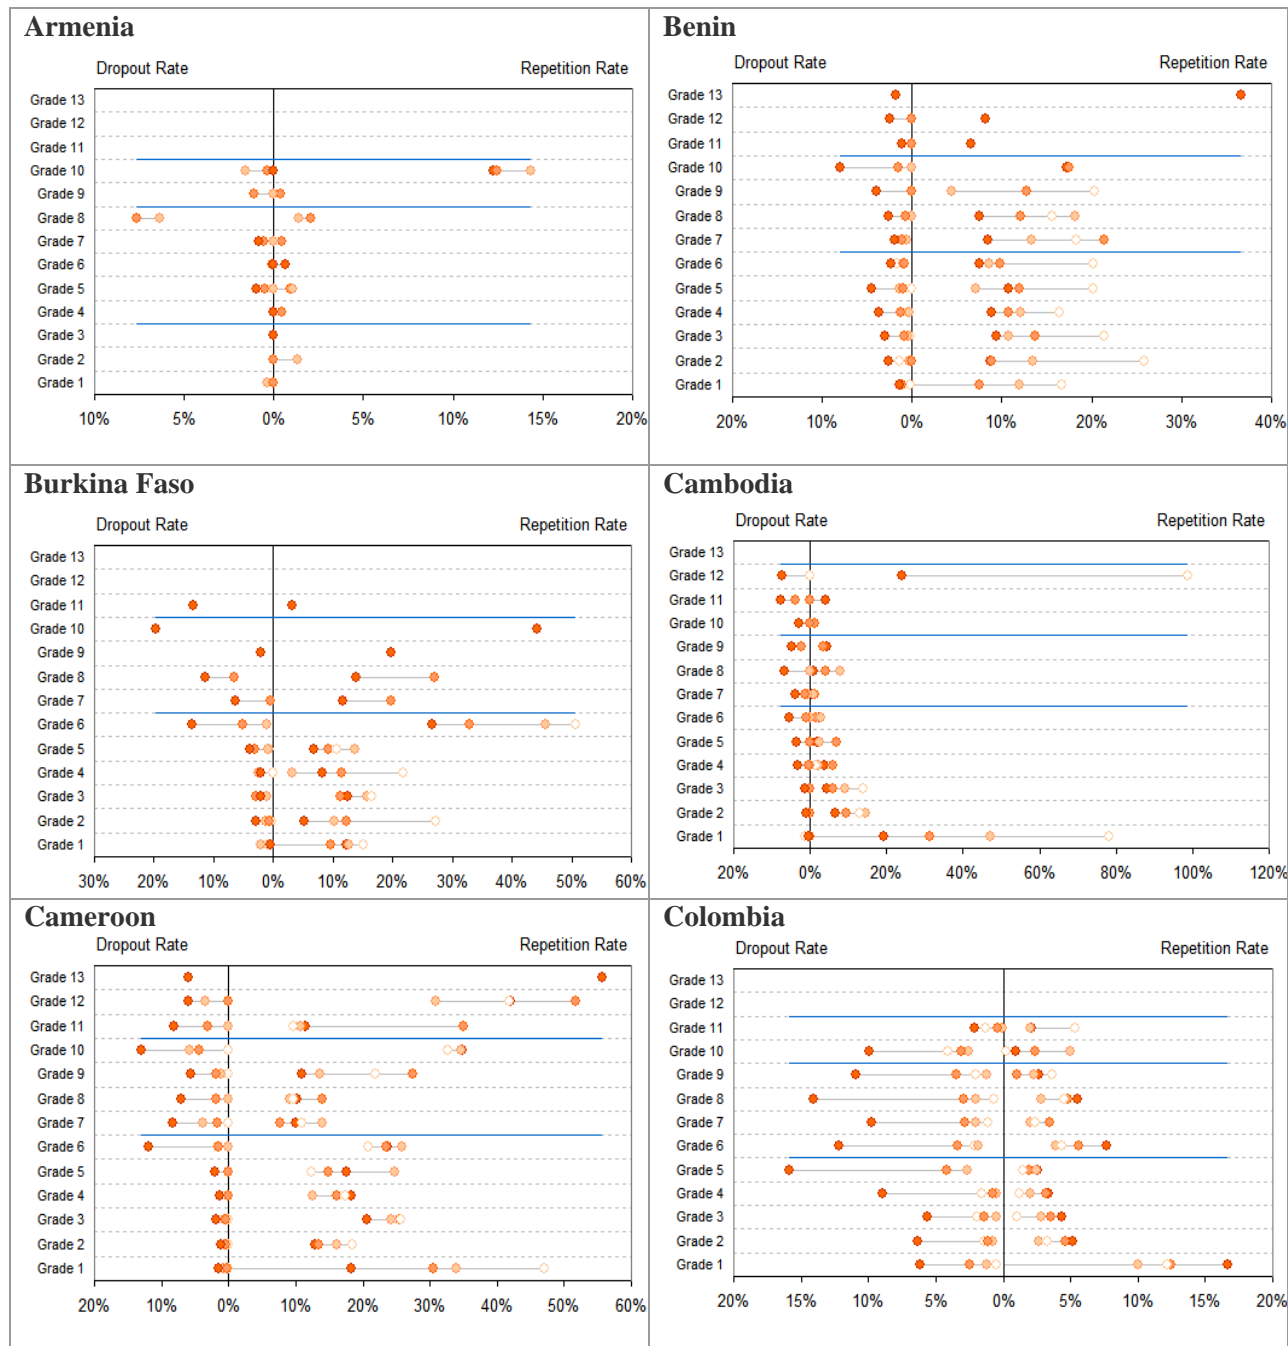 Armenia
Dropout Rate Repetition Rate
Grade 13
Grade 12
Grade 11
Grade 10
Grade 9
Grade 8
Grade 7
Grade 6
Grade 5
Grade 4
Grade 3
Grade 2
Grade 1
10% 5% 0% 5% 10% 15% 20%
Benin
Dropout Rate Repetition Rate
Grade 13
Grade 12
Grade 11
Grade 10
Grade 9
Grade 8
Grade 7
Grade 6
Grade 5
Grade 4
Grade 3
Grade 2
Grade 1
20% 10% 0% 10% 20% 30% 40%
Burkina Faso
Dropout Rate Repetition Rate
Grade 13
Grade 12
Grade 11
Grade 10
Grade 9
Grade 8
Grade 7
Grade 6
Grade 5
Grade 4
Grade 3
Grade 2
Grade 1
30% 20% 10% 0% 10% 20% 30% 40% 50% 60%
Cambodia
Dropout Rate Repetition Rate
Grade 13
Grade 12
Grade 11
Grade 10
Grade 9
Grade 8
Grade 7
Grade 6
Grade 5
Grade 4
Grade 3
Grade 2
Grade 1
20% 0% 20% 40% 60% 80% 100% 120%
Cameroon
Dropout Rate Repetition Rate
Grade 13
Grade 12
Grade 11
Grade 10
Grade 9
Grade 8
Grade 7
Grade 6
Grade 5
Grade 4
Grade 3
Grade 2
Grade 1
20% 10% 0% 10% 20% 30% 40% 50% 60%
Colombia
Dropout Rate Repetition Rate
Grade 13
Grade 12
Grade 11
Grade 10
Grade 9
Grade 8
Grade 7
Grade 6
Grade 5
Grade 4
Grade 3
Grade 2
Grade 1
20% 15% 10% 5% 0% 5% 10% 15% 20%